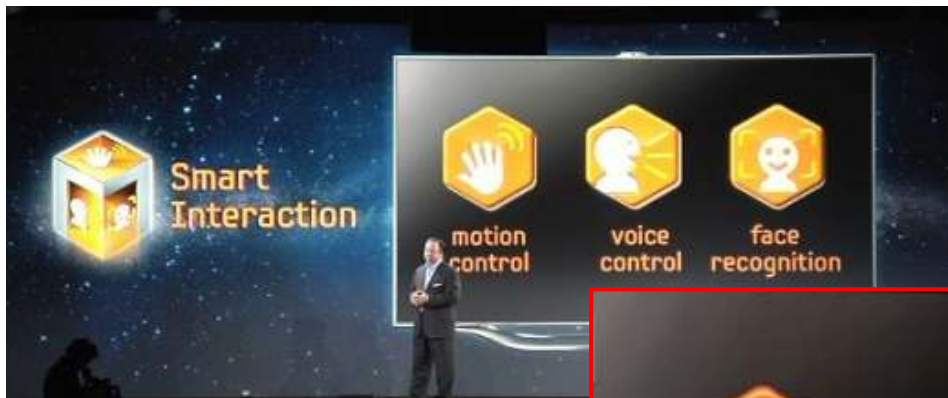 Smart
Interaction
motion
control
voice
control
face
recognition